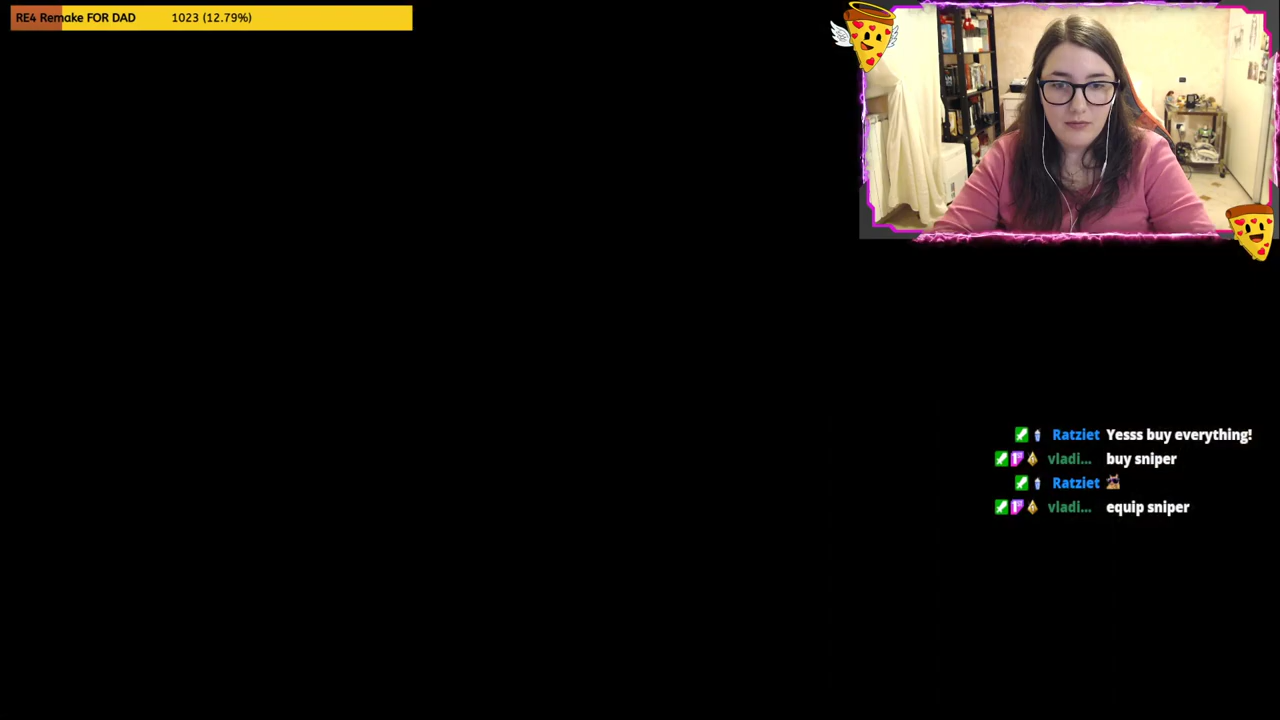 RE4 Remake FOR DAD 1023 (12.79%)
Ratziet Yesss buy everything!
vladi... buy sniper
Ratziet
vladi... equip sniper